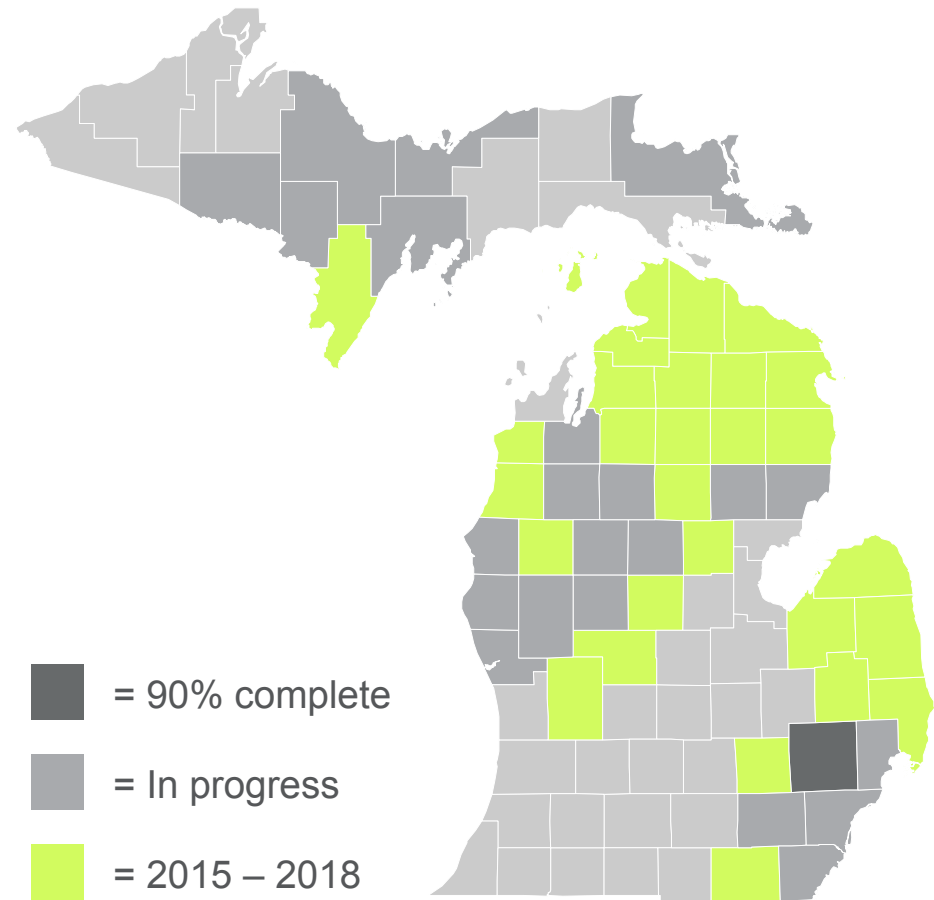 = 90% complete
= In progress
= 2015 – 2018